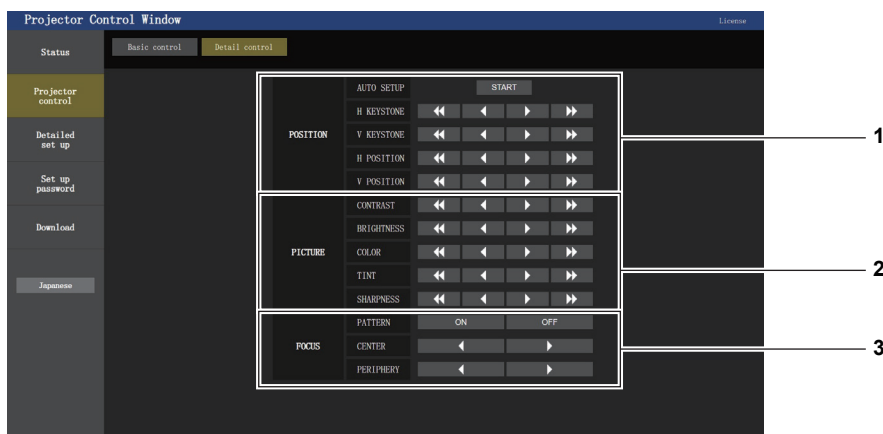 Projector Control Window
License
Status
Projector
control
Detailed
set up
Set up
password
Download
Japanese
Basic control
Detail control
POSITION
AUTO SETUP
START
H KEYSTONE
V KEYSTONE
H POSITION
V POSITION
1
PICTURE
CONTRAST
BRIGHTNESS
COLOR
TINT
SHARPNESS
2
FOCUS
PATTERN
ON
OFF
CENTER
PERIPHERY
3